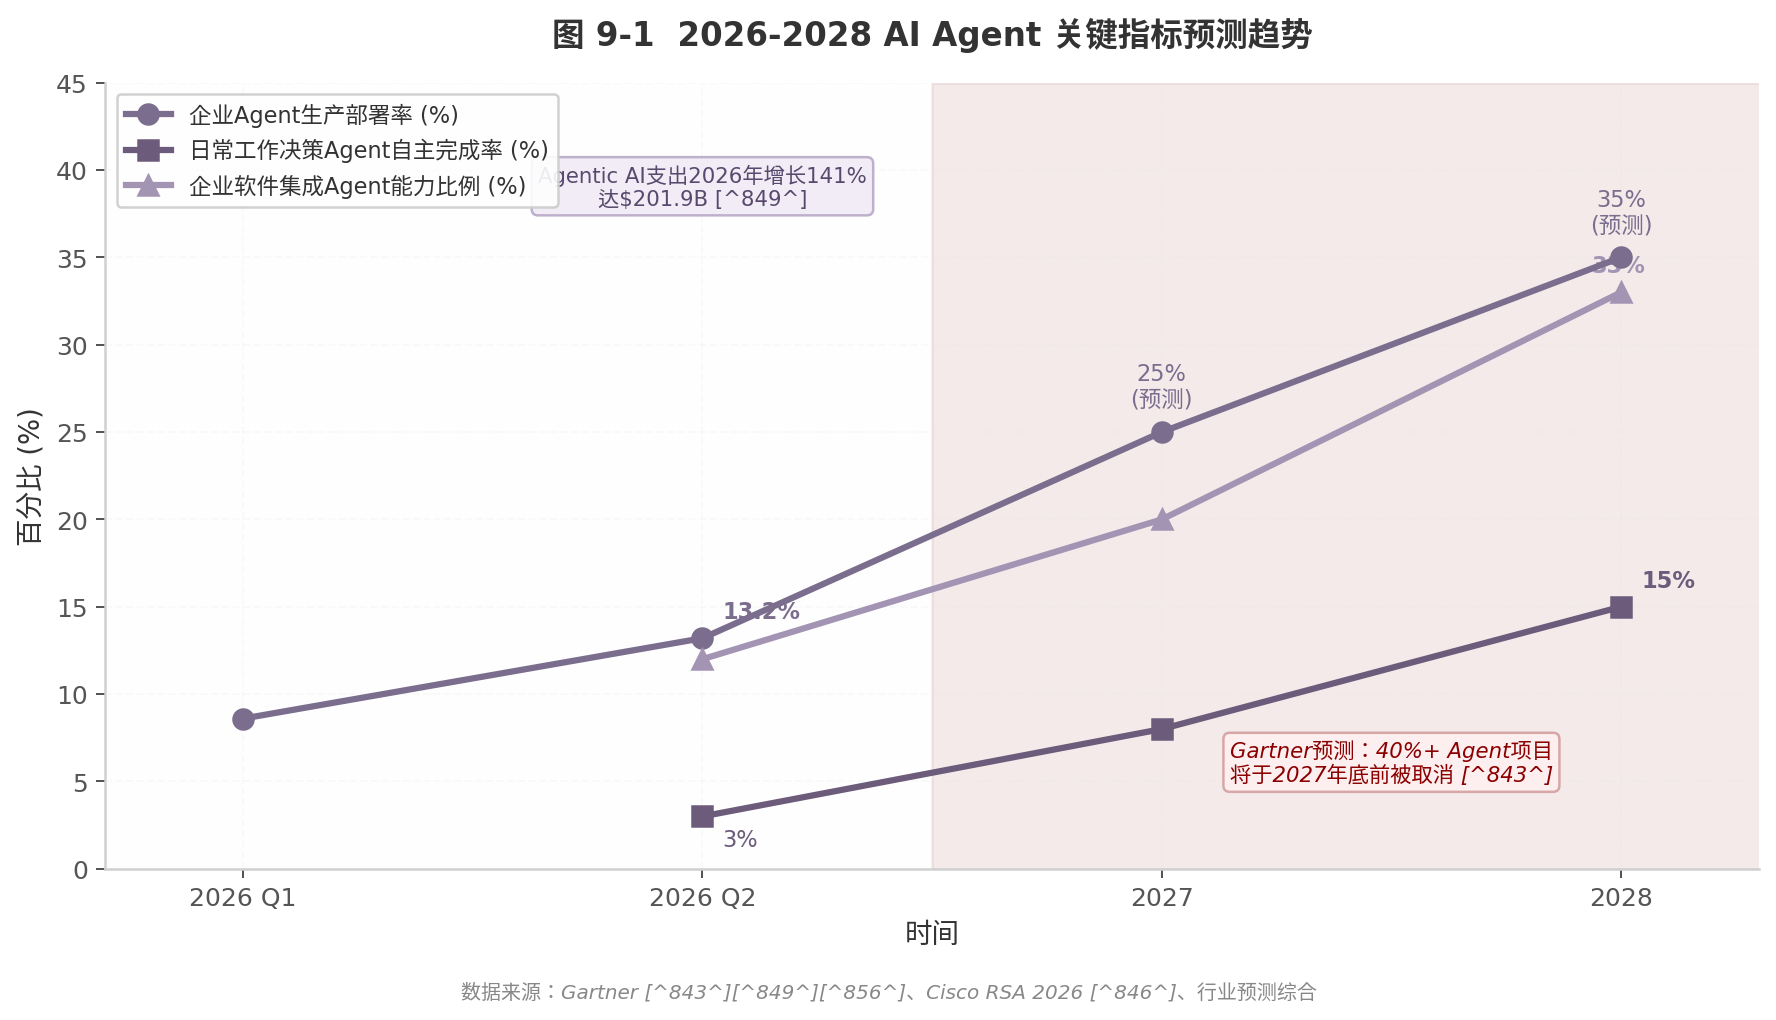 图 9-1 2026-2028 AI Agent 关键指标预测趋势
45
40
35
30
25
20
15
10
5
0
百分比 (%)
企业Agent生产部署率 (%)
日常工作决策Agent自主完成率 (%)
企业软件集成Agent能力比例 (%)
Agentic AI支出2026年增长141%
达$201.9B [^849^]
35%
(预测)
33%
25%
(预测)
13.2%
15%
3%
Gartner预测：40%+ Agent项目
将于2027年底前被取消 [^843^]
2026 Q1
2026 Q2
2027
2028
时间
数据来源：Gartner [^843^][^849^][^856^]、Cisco RSA 2026 [^846^]、行业预测综合